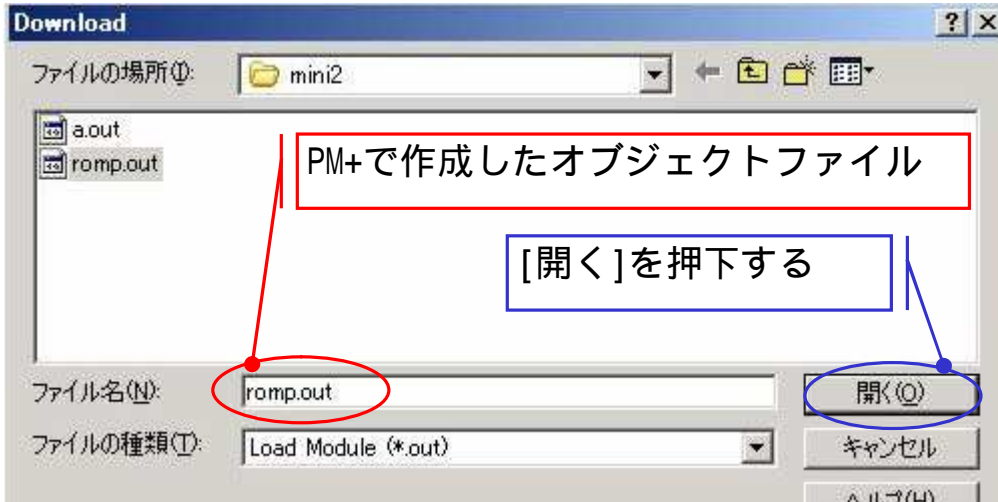 Download
ファイルの場所(I):
mini2
a.out
romp.out
PM+で作成したオブジェクトファイル
[開く]を押下する
ファイル名(N):
romp.out
開く(O)
ファイルの種類(T):
Load Module (*.out)
キャンセル
ヘルプ(H)